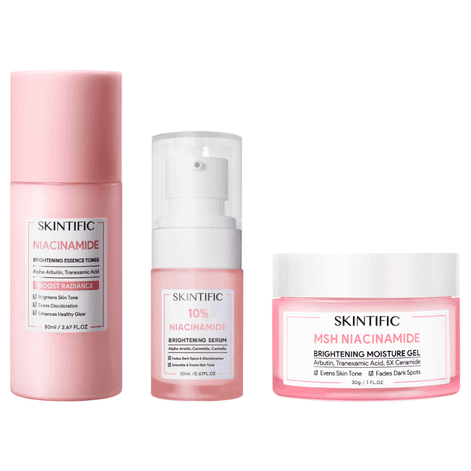 SKINTIFIC
NIACINAMIDE
BRIGHTENING ESSENCE TONER
Alpha-Arbutin, Tranexamic Acid
BOOST RADIANCE
Brightens Skin Tone
Evens Discoloration
Enhances Healthy Glow
80ml / 2.67 FL.OZ
SKINTIFIC
10%
NIACINAMIDE
BRIGHTENING SERUM
Alpha Arbutin, Ceramide, Centella
Fades Dark Spots & Discoloration
Smooths & Evens Skin Tone
20ml /0.67FL.OZ
SKINTIFIC
MSH NIACINAMIDE
BRIGHTENING MOISTURE GEL
Arbutin, Tranexamic Acid, 5X Ceramide
Evens Skin Tone Fades Dark Spots
30g / 1 FL.OZ